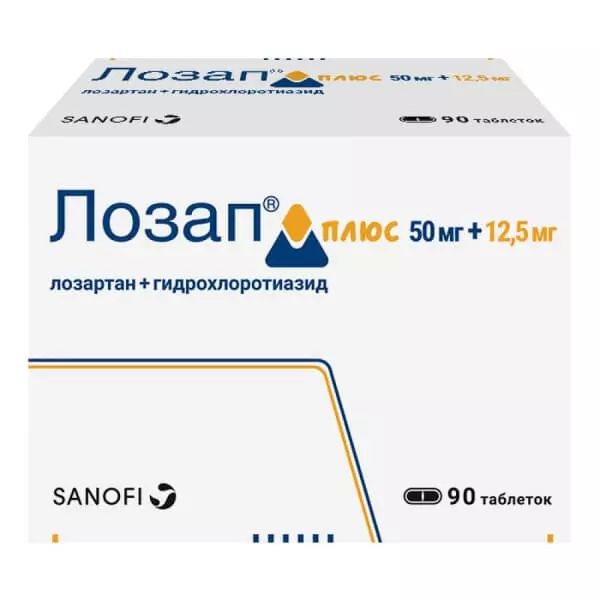 Лозап® ПЛЮС 50 мг + 12,5 мг
лозартан + гидрохлоротиазид
SANOFI 90 таблеток
Лозап® ПЛЮС 50 мг + 12,5 мг
лозартан + гидрохлоротиазид
SANOFI 90 таблеток